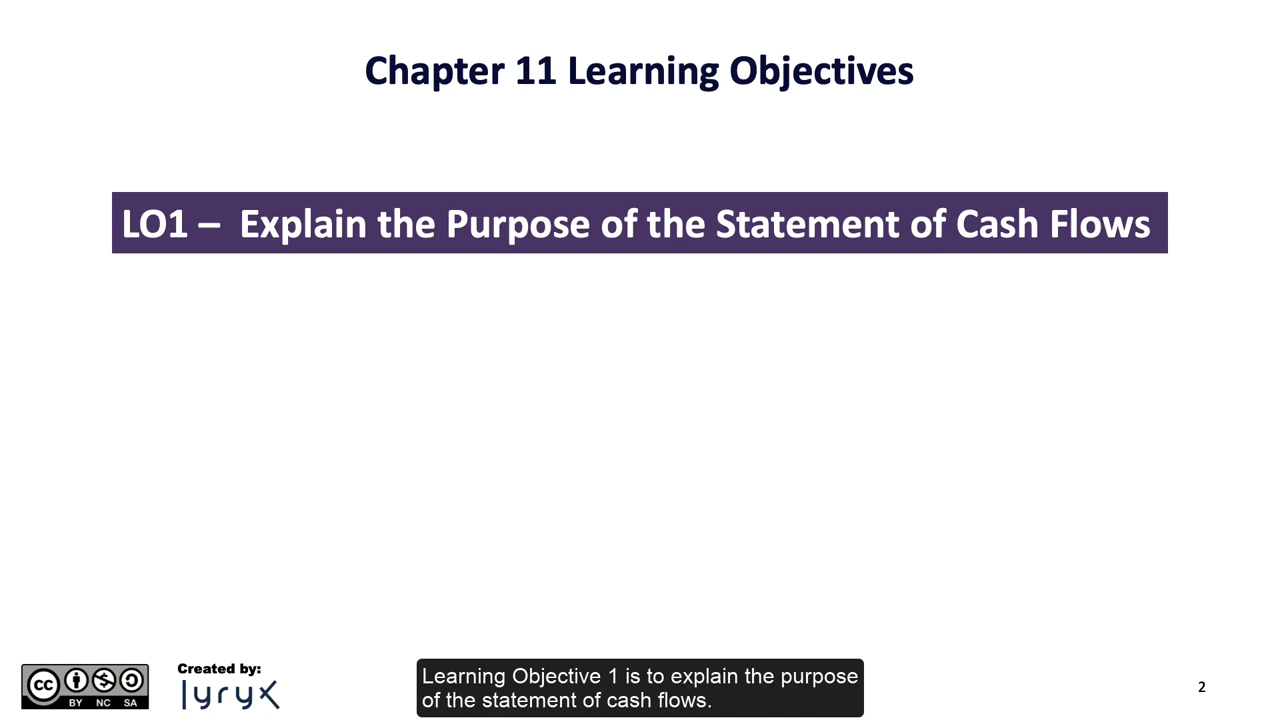 Chapter 11 Learning Objectives
LO1 – Explain the Purpose of the Statement of Cash Flows
cc
BY NC SA
Created by:
lyryx
Learning Objective 1 is to explain the purpose
of the statement of cash flows.
2